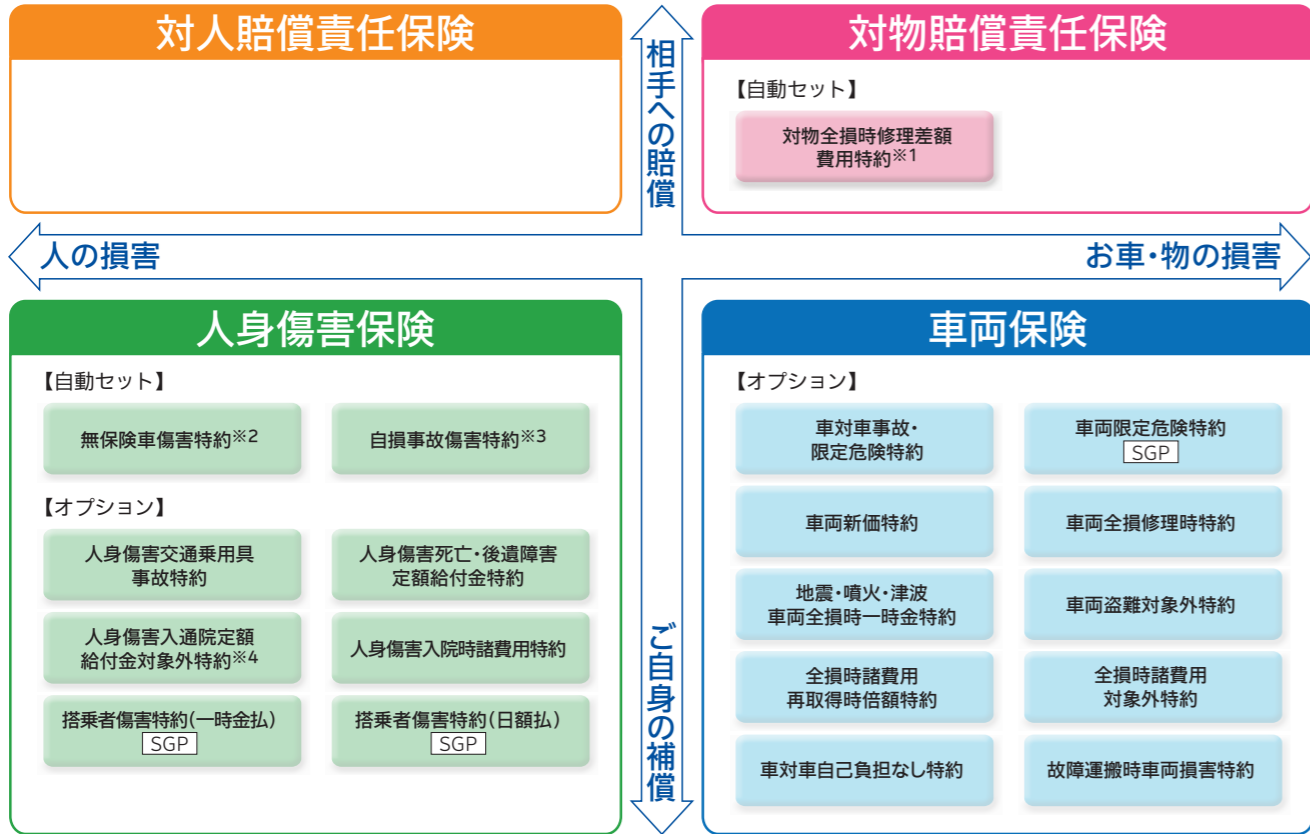 対人賠償責任保険
相手への賠償
対物賠償責任保険
【自動セット】
対物全損時修理差額
費用特約※1
人の損害
お車・物の損害
人身傷害保険
【自動セット】
無保険車傷害特約※2
自損事故傷害特約※3
【オプション】
人身傷害交通乗用具
事故特約
人身傷害死亡・後遺障害
定額給付金特約
人身傷害入通院定額
給付金対象外特約※4
人身傷害入院時諸費用特約
搭乗者傷害特約(一時金払)
SGP
搭乗者傷害特約(日額払)
SGP
ご自身の補償
車両保険
【オプション】
車対車事故・
限定危険特約
車両限定危険特約
SGP
車両新価特約
車両全損修理時特約
地震・噴火・津波
車両全損時一時金特約
車両盗難対象外特約
全損時諸費用
再取得時倍額特約
全損時諸費用
対象外特約
車対車自己負担なし特約
故障運搬時車両損害特約